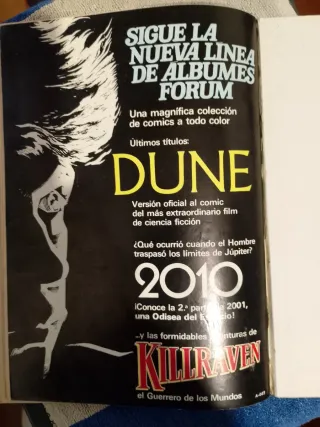 SIGUE LA
NUEVA LINEA
DE ALBUMES
FORUM
Una magnífica colección
de comics a todo color
Últimos títulos:
DUNE
Versión oficial al comic
del más extraordinario film
de ciencia ficción
¿Qué ocurrió cuando el Hombre
traspasó los límites de Júpiter?
2010
¡Conoce la 2.ª parte de 2001,
una Odisea del Espacio!
...y las formidables aventuras de
KILLRAVEN
el Guerrero de los Mundos